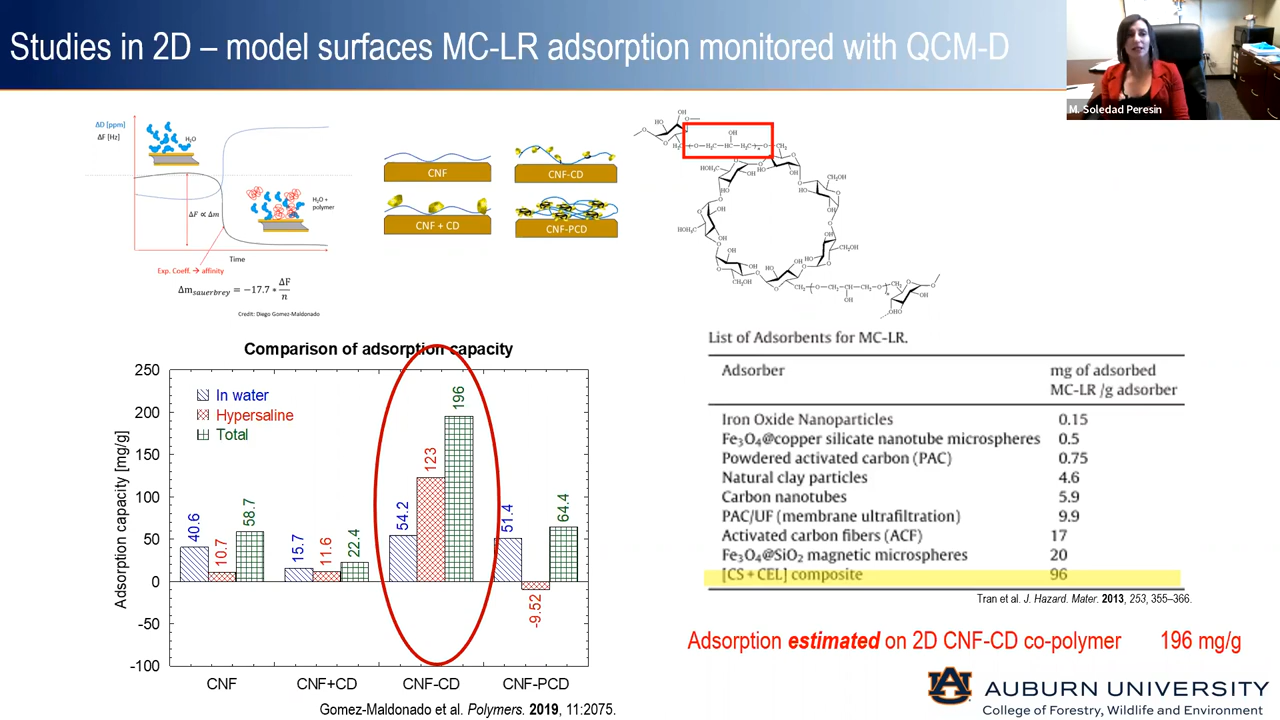 Studies in 2D – model surfaces MC-LR adsorption monitored with QCM-D
M. Soledad Peresin
ΔD [ppm]
ΔF [Hz]
H₂O
ΔF ∝ Δm
H₂O +
polymer
Time
Exp. Coeff. → affinity
Δm_sauerbrey = −17.7 * ΔF/n
Credit: Diego Gomez-Maldonado
CNF
CNF-CD
CNF + CD
CNF-PCD
Comparison of adsorption capacity
Adsorption capacity [mg/g]
250
200
150
100
50
0
-50
-100
In water
Hypersaline
Total
40.6
10.7
58.7
15.7
11.6
22.4
54.2
123
196
51.4
-9.52
64.4
CNF
CNF+CD
CNF-CD
CNF-PCD
Gomez-Maldonado et al. Polymers. 2019, 11:2075.
List of Adsorbents for MC-LR.
Adsorber mg of adsorbed
MC-LR /g adsorber
Iron Oxide Nanoparticles 0.15
Fe₃O₄@copper silicate nanotube microspheres 0.5
Powdered activated carbon (PAC) 0.75
Natural clay particles 4.6
Carbon nanotubes 5.9
PAC/UF (membrane ultrafiltration) 9.9
Activated carbon fibers (ACF) 17
Fe₃O₄@SiO₂ magnetic microspheres 20
[CS + CEL] composite 96
Tran et al. J. Hazard. Mater. 2013, 253, 355–366.
Adsorption estimated on 2D CNF-CD co-polymer 196 mg/g
AUBURN UNIVERSITY
College of Forestry, Wildlife and Environment